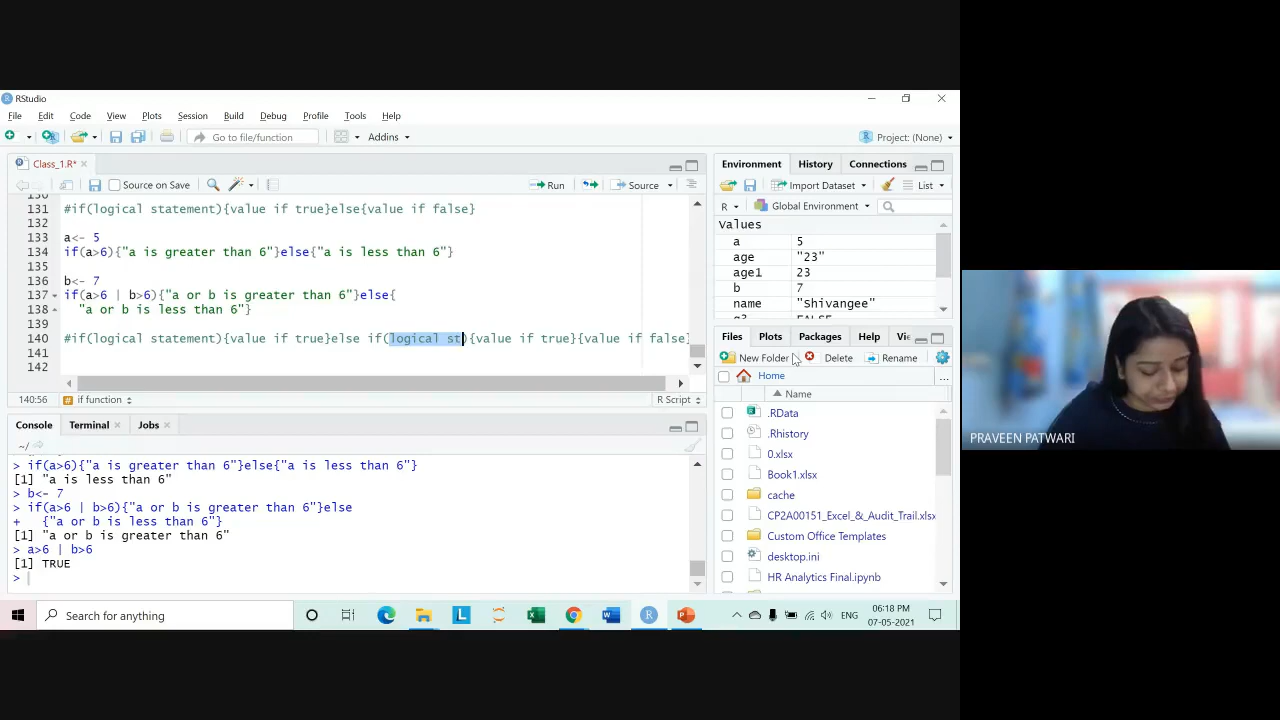 RStudio
File Edit Code View Plots Session Build Debug Profile Tools Help
Go to file/function Addins Project: (None)
Class_1.R*
Source on Save Run Source
131 #if(logical statement){value if true}else{value if false}
132
133 a<- 5
134 if(a>6){"a is greater than 6"}else{"a is less than 6"}
135
136 b<- 7
137 if(a>6 | b>6){"a or b is greater than 6"}else{
138 "a or b is less than 6"}
139
140 #if(logical statement){value if true}else if(logical st){value if true}{value if false}
141
142
140:56 # if function R Script
Console Terminal Jobs
~/
> if(a>6){"a is greater than 6"}else{"a is less than 6"}
[1] "a is less than 6"
> b<- 7
> if(a>6 | b>6){"a or b is greater than 6"}else
+ {"a or b is less than 6"}
[1] "a or b is greater than 6"
> a>6 | b>6
[1] TRUE
>
Environment History Connections
Import Dataset List
R Global Environment
Values
a 5
age "23"
age1 23
b 7
name "Shivangee"
Files Plots Packages Help Vi
New Folder Delete Rename
Home ...
Name
.RData
.Rhistory
0.xlsx
Book1.xlsx
cache
CP2A00151_Excel_&_Audit_Trail.xlsx
Custom Office Templates
desktop.ini
HR Analytics Final.ipynb
PRAVEEN PATWARI
Search for anything
ENG
06:18 PM
07-05-2021